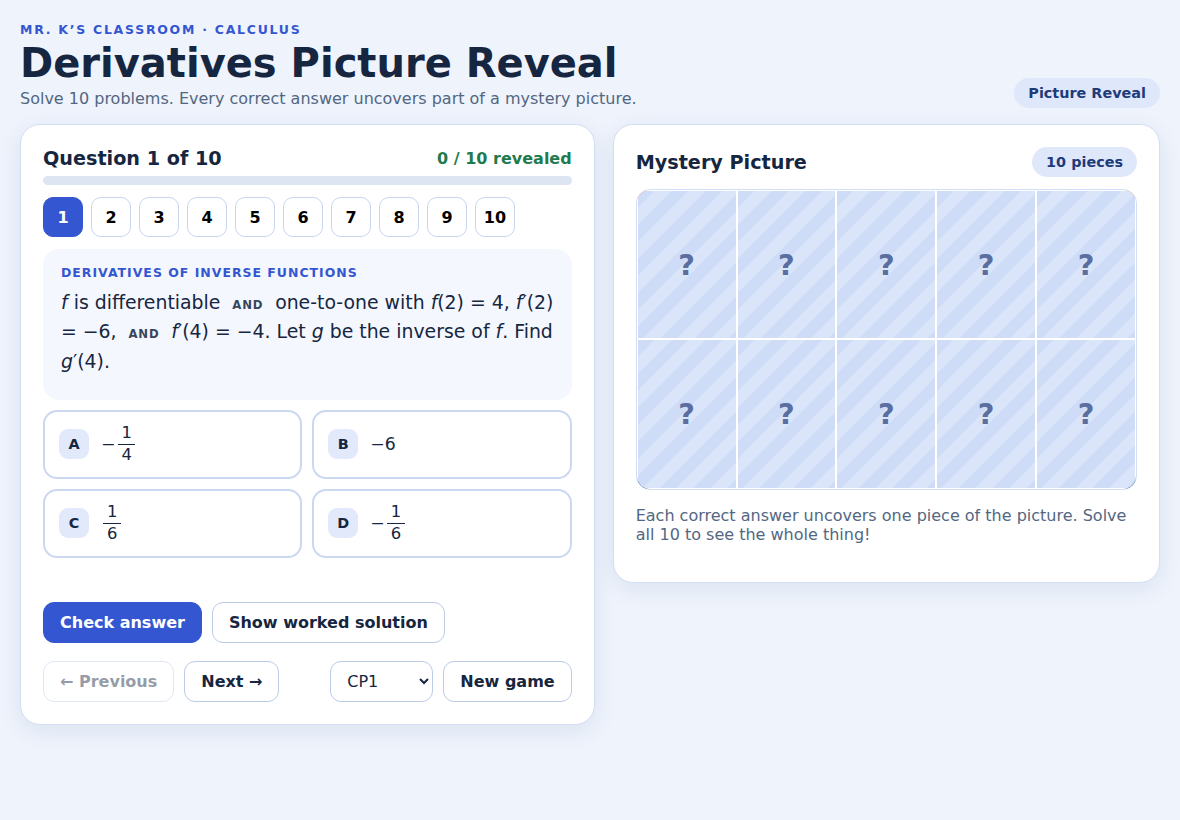 MR. K’S CLASSROOM · CALCULUS
Derivatives Picture Reveal
Solve 10 problems. Every correct answer uncovers part of a mystery picture.
Picture Reveal
Question 1 of 10
0 / 10 revealed
1 2 3 4 5 6 7 8 9 10
DERIVATIVES OF INVERSE FUNCTIONS
f is differentiable AND one-to-one with f(2) = 4, f′(2)
= −6, AND f′(4) = −4. Let g be the inverse of f. Find
g′(4).
A −1/4
B −6
C 1/6
D −1/6
Check answer
Show worked solution
← Previous
Next →
CP1
New game
Mystery Picture
10 pieces
? ? ? ? ?
? ? ? ? ?
Each correct answer uncovers one piece of the picture. Solve
all 10 to see the whole thing!